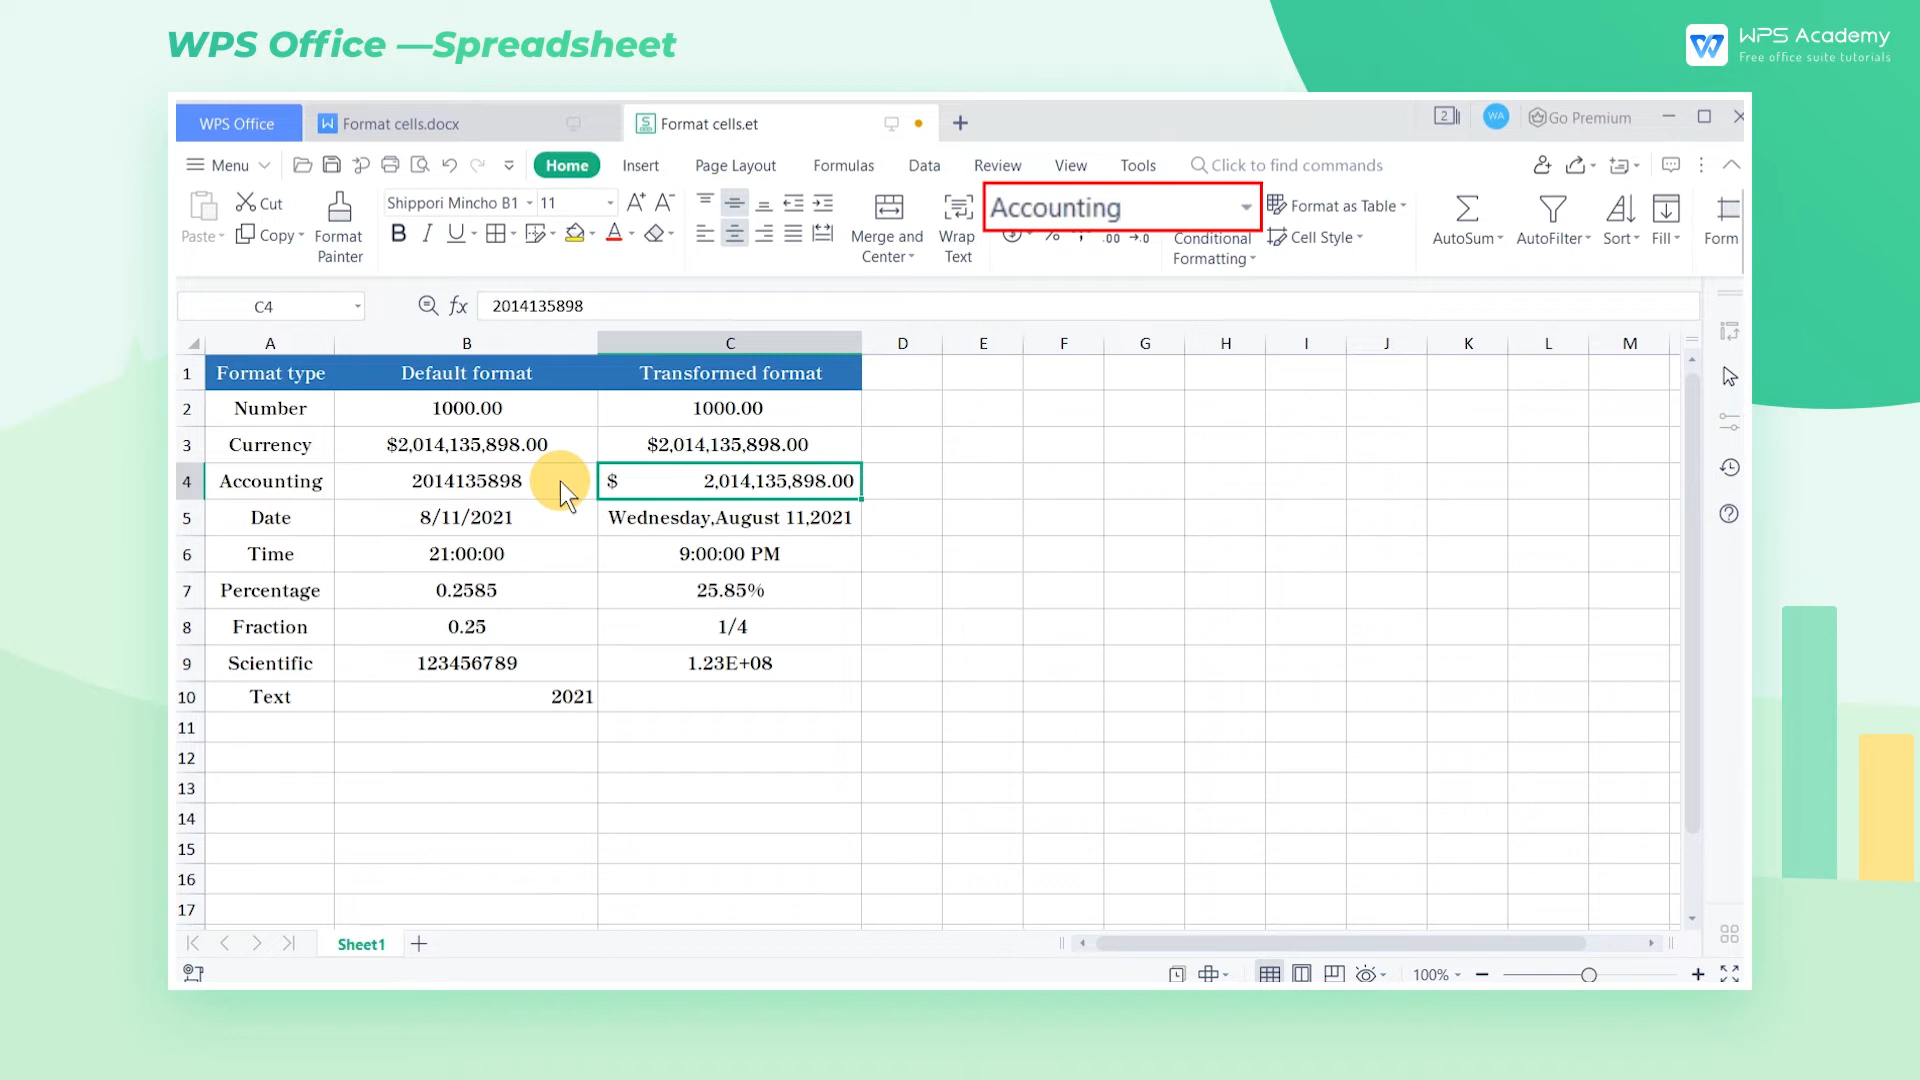 WPS Office —Spreadsheet
WPS Academy
Free office suite tutorials
WPS Office
Format cells.docx
Format cells.et
2
WA
Go Premium
Menu
Home
Insert
Page Layout
Formulas
Data
Review
View
Tools
Click to find commands
Paste
Cut
Copy
Format Painter
Shippori Mincho B1
11
Merge and Center
Wrap Text
Accounting
Conditional Formatting
Format as Table
Cell Style
AutoSum
AutoFilter
Sort
Fill
Form
C4
fx
2014135898
A B C D E F G H I J K L M
1 Format type Default format Transformed format
2 Number 1000.00 1000.00
3 Currency $2,014,135,898.00 $2,014,135,898.00
4 Accounting 2014135898 $ 2,014,135,898.00
5 Date 8/11/2021 Wednesday,August 11,2021
6 Time 21:00:00 9:00:00 PM
7 Percentage 0.2585 25.85%
8 Fraction 0.25 1/4
9 Scientific 123456789 1.23E+08
10 Text 2021
11
12
13
14
15
16
17
Sheet1
100%